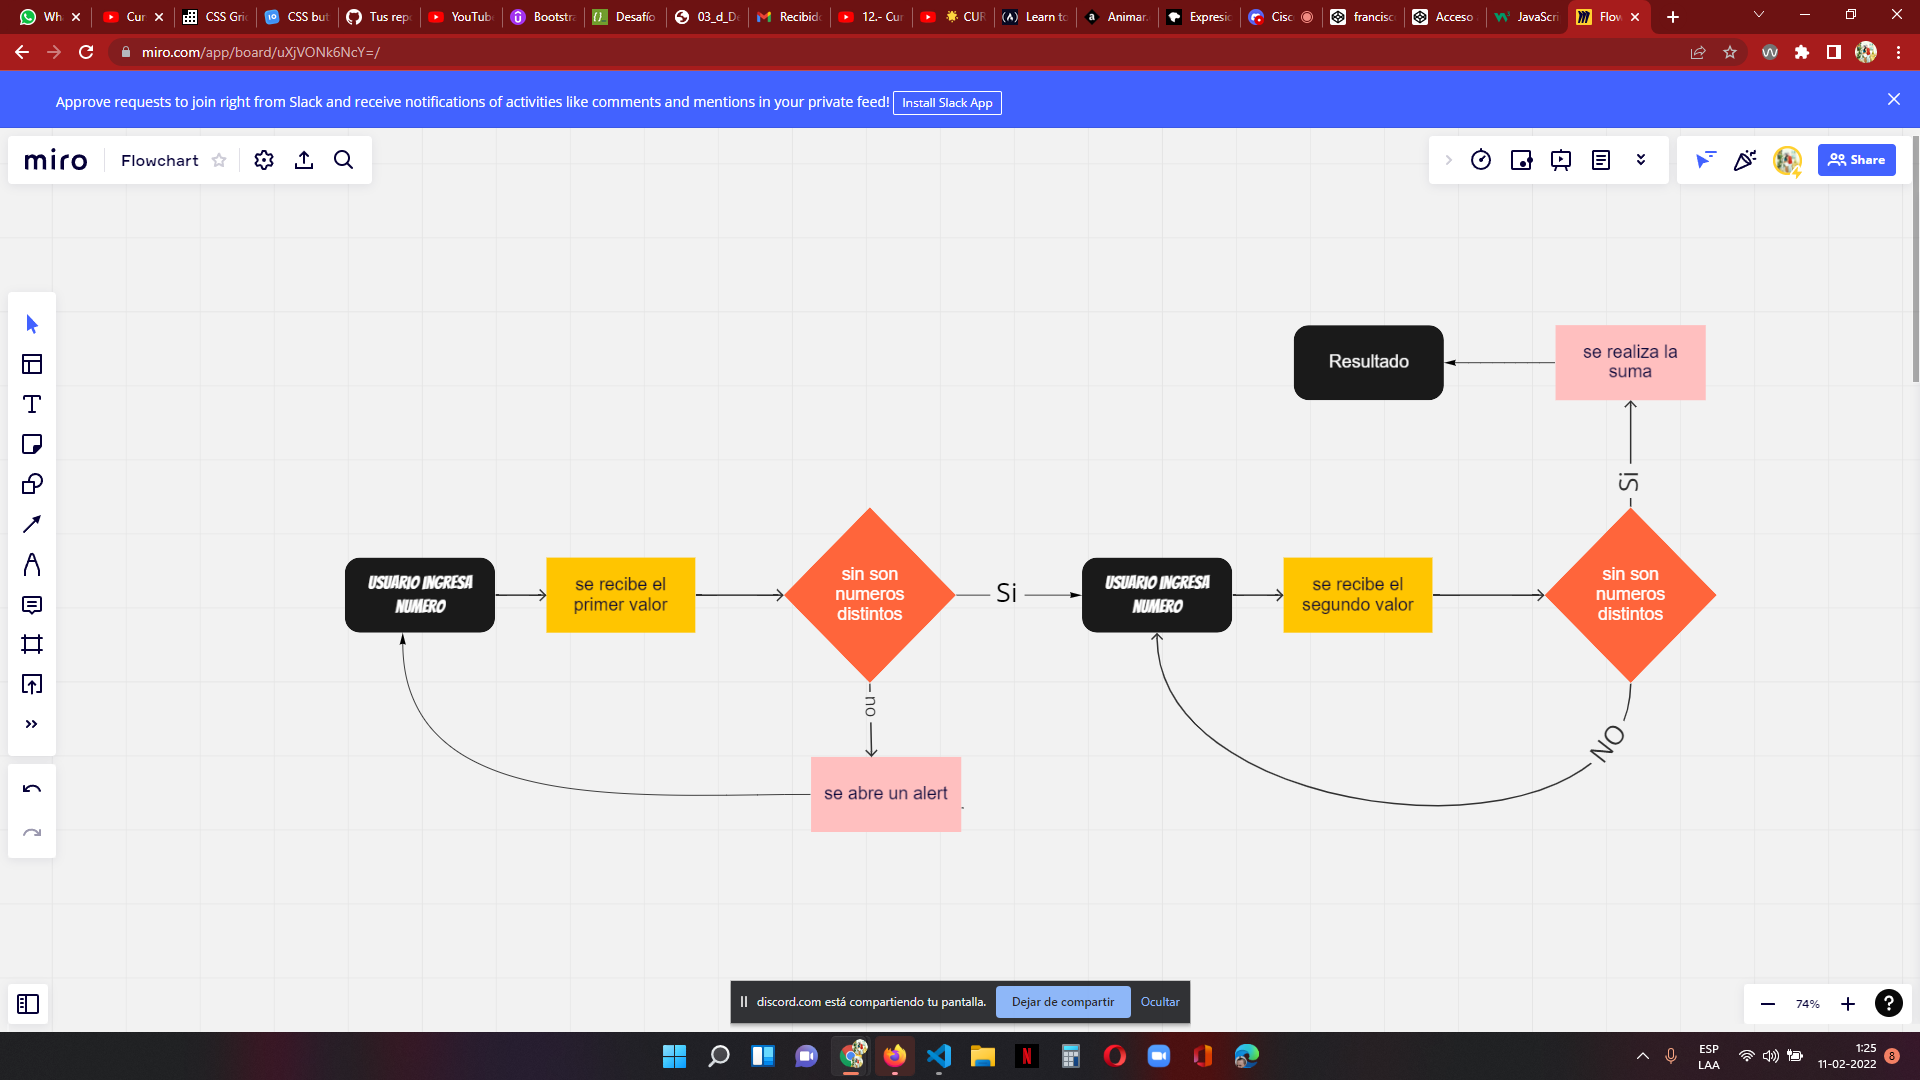 Wh
Cur
CSS Gri
CSS but
Tus rep
YouTub
Bootstra
Desafío
03_d_De
Recibido
12.- Cur
CUR
Learn to
Animar
Expresio
Cisc
francisc
Acceso
JavaScri
Flow
miro.com/app/board/uXjVONk6NcY=/
Approve requests to join right from Slack and receive notifications of activities like comments and mentions in your private feed! Install Slack App
miro Flowchart
Share
Resultado
se realiza la
suma
Si
USUARIO INGRESA
NUMERO
se recibe el
primer valor
sin son
numeros
distintos
Si
USUARIO INGRESA
NUMERO
se recibe el
segundo valor
sin son
numeros
distintos
no
NO
se abre un alert
discord.com está compartiendo tu pantalla. Dejar de compartir Ocultar
74%
ESP
LAA
1:25
11-02-2022
8